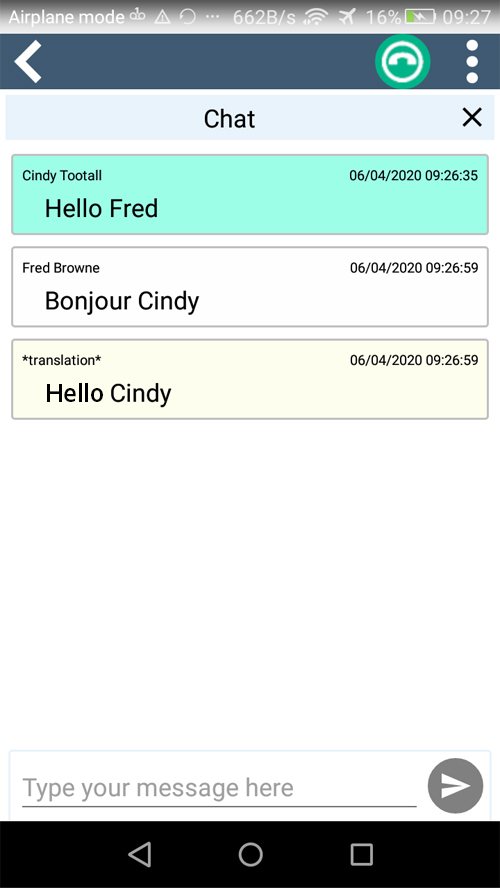 Airplane mode ... 662B/s 16% 09:27
Chat
Cindy Tootall 06/04/2020 09:26:35
Hello Fred
Fred Browne 06/04/2020 09:26:59
Bonjour Cindy
*translation* 06/04/2020 09:26:59
Hello Cindy
Type your message here